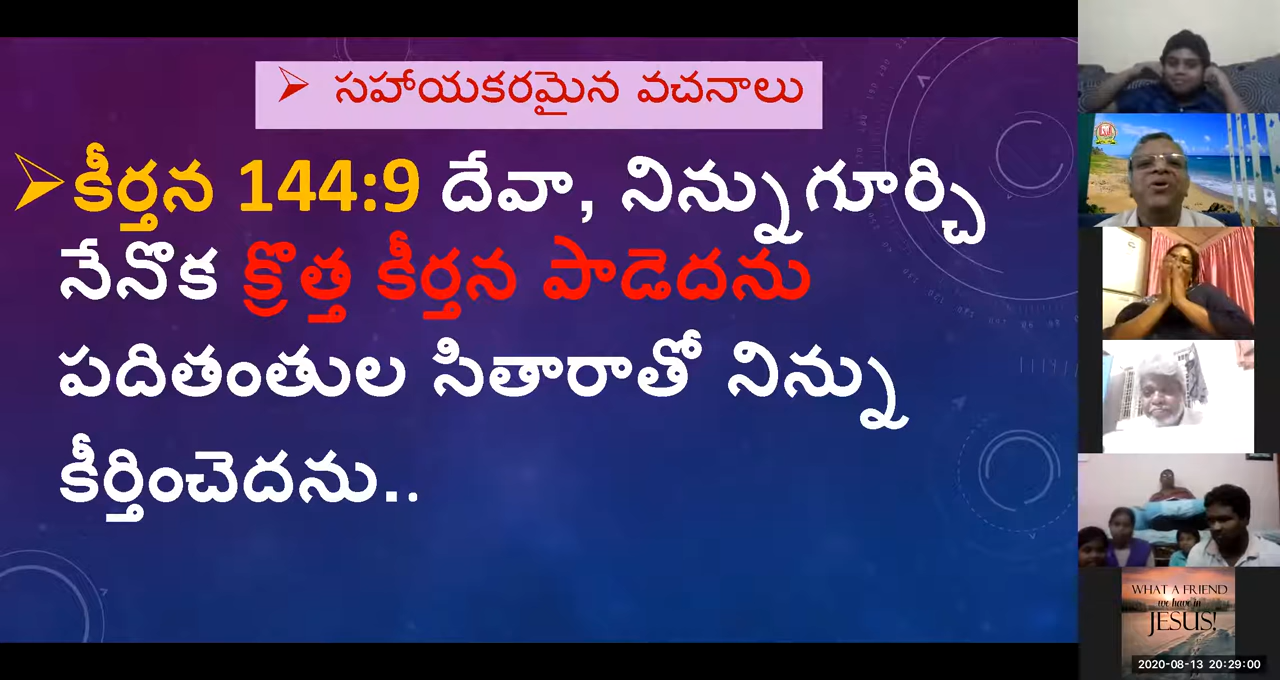 సహాయకరమైన వచనాలు
కీర్తన 144:9 దేవా, నిన్నుగూర్చి
నేనొక క్రొత్త కీర్తన పాడెదను
పదితంతుల సితారాతో నిన్ను
కీర్తించెదను..
WHAT A FRIEND
we have in
JESUS!
2020-08-13 20:29:00